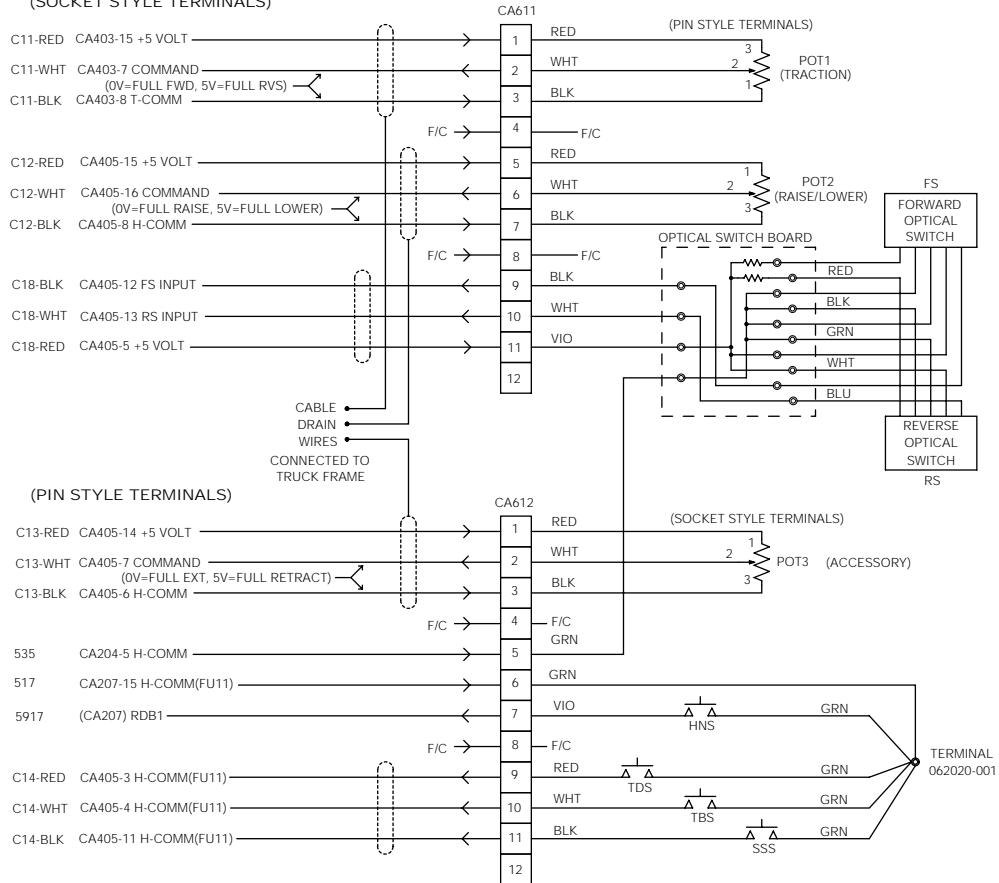 (SOCKET STYLE TERMINALS)
CA611
(PIN STYLE TERMINALS)
C11-RED CA403-15 +5 VOLT 1 RED
3
C11-WHT CA403-7 COMMAND 2 WHT 2
POT1
(TRACTION)
(0V=FULL FWD, 5V=FULL RVS)
1
C11-BLK CA403-8 T-COMM 3 BLK
F/C 4 F/C
C12-RED CA405-15 +5 VOLT 5 RED
1
C12-WHT CA405-16 COMMAND 6 WHT 2
POT2
(RAISE/LOWER)
(0V=FULL RAISE, 5V=FULL LOWER)
3
C12-BLK CA405-8 H-COMM 7 BLK
FS
FORWARD
OPTICAL
SWITCH
OPTICAL SWITCH BOARD
F/C 8 F/C
RED
C18-BLK CA405-12 FS INPUT 9 BLK
BLK
C18-WHT CA405-13 RS INPUT 10 WHT
GRN
C18-RED CA405-5 +5 VOLT 11 VIO
WHT
12
BLU
CABLE
DRAIN
WIRES
CONNECTED TO
TRUCK FRAME
REVERSE
OPTICAL
SWITCH
RS
(PIN STYLE TERMINALS)
CA612
(SOCKET STYLE TERMINALS)
C13-RED CA405-14 +5 VOLT 1 RED
1
C13-WHT CA405-7 COMMAND 2 WHT 2
POT3 (ACCESSORY)
(0V=FULL EXT, 5V=FULL RETRACT)
3
C13-BLK CA405-6 H-COMM 3 BLK
F/C 4 F/C
535 CA204-5 H-COMM 5 GRN
517 CA207-15 H-COMM(FU11) 6 GRN
5917 (CA207) RDB1 7 VIO HNS GRN
F/C 8 F/C
TERMINAL
062020-001
C14-RED CA405-3 H-COMM(FU11) 9 RED TDS GRN
C14-WHT CA405-4 H-COMM(FU11) 10 WHT TBS GRN
C14-BLK CA405-11 H-COMM(FU11) 11 BLK SSS GRN
12